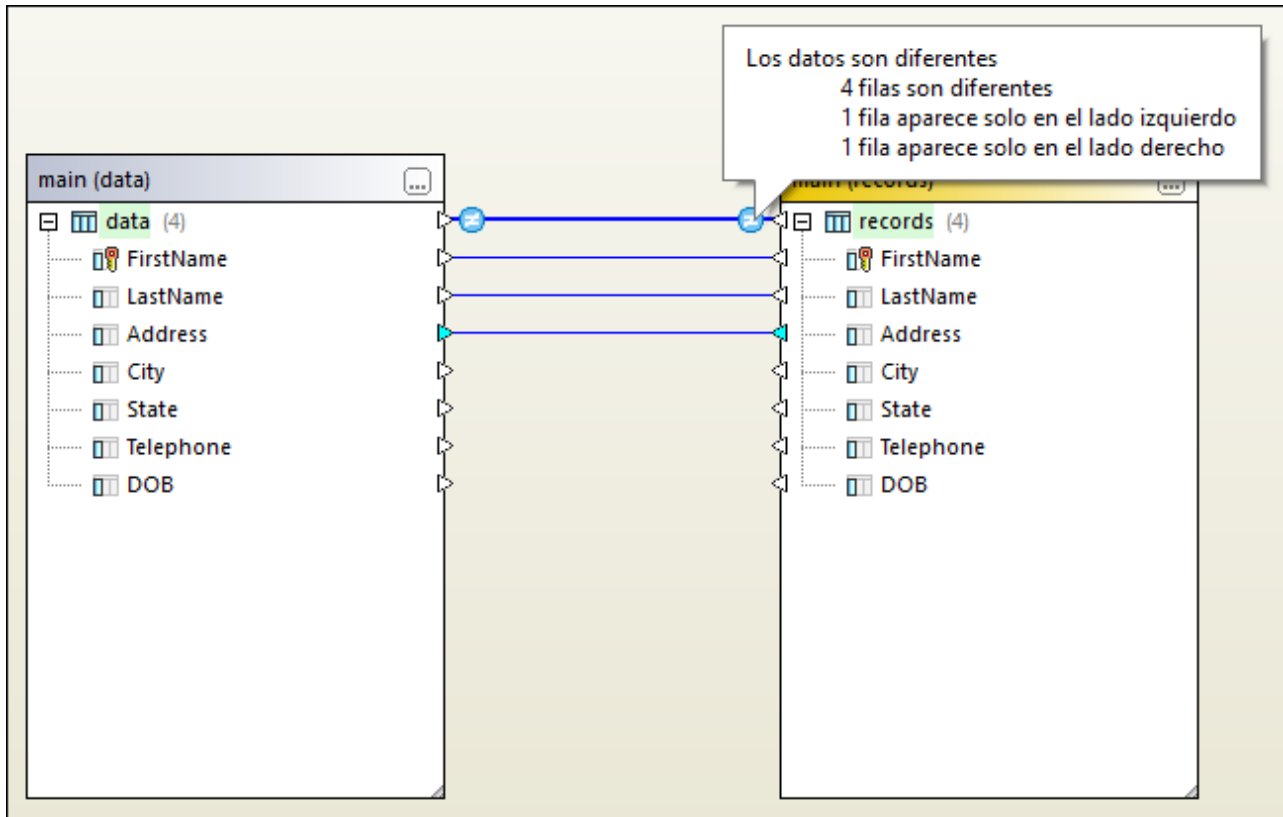 Los datos son diferentes
4 filas son diferentes
1 fila aparece solo en el lado izquierdo
1 fila aparece solo en el lado derecho
main (data)
data (4)
FirstName
LastName
Address
City
State
Telephone
DOB
main (records)
records (4)
FirstName
LastName
Address
City
State
Telephone
DOB